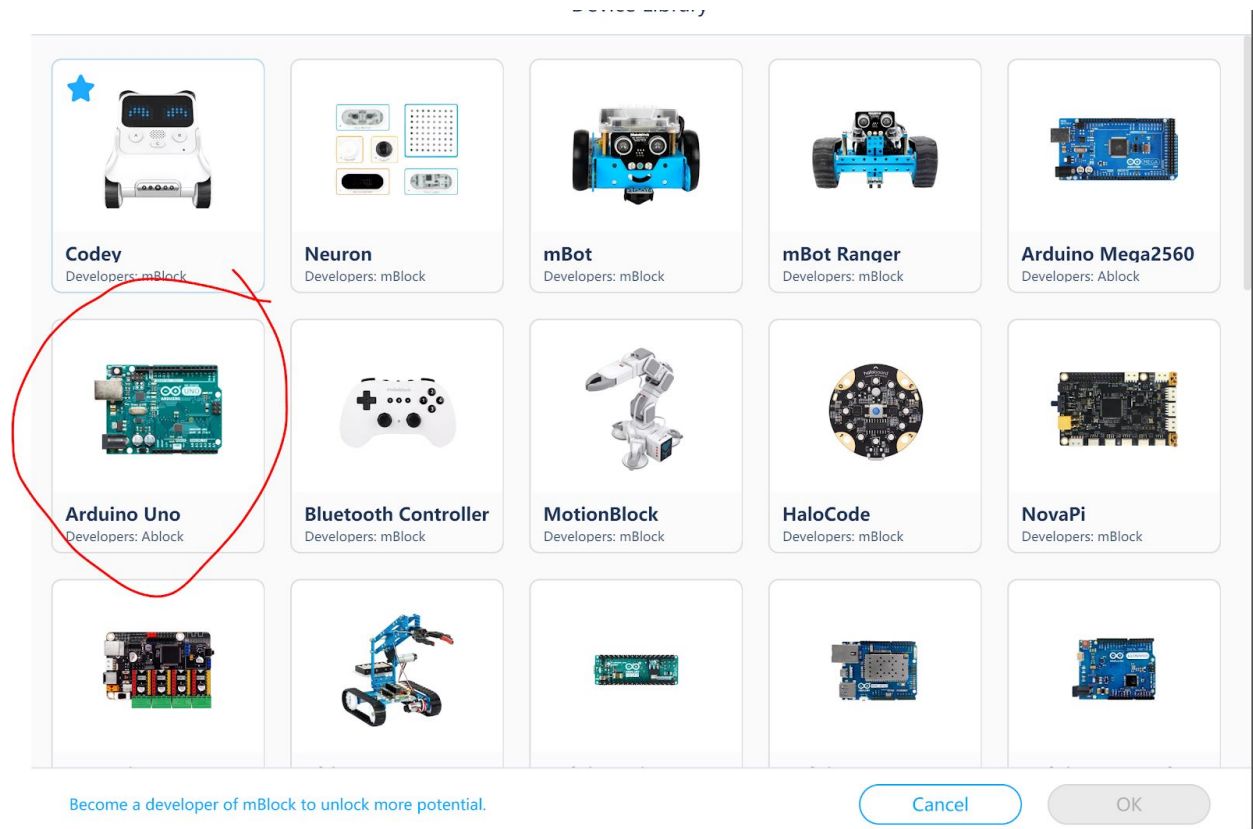 Device Library
Codey
Developers: mBlock
Neuron
Developers: mBlock
mBot
Developers: mBlock
mBot Ranger
Developers: mBlock
Arduino Mega2560
Developers: Ablock
Arduino Uno
Developers: Ablock
Bluetooth Controller
Developers: mBlock
MotionBlock
Developers: mBlock
HaloCode
Developers: mBlock
NovaPi
Developers: mBlock
Become a developer of mBlock to unlock more potential.
Cancel
OK